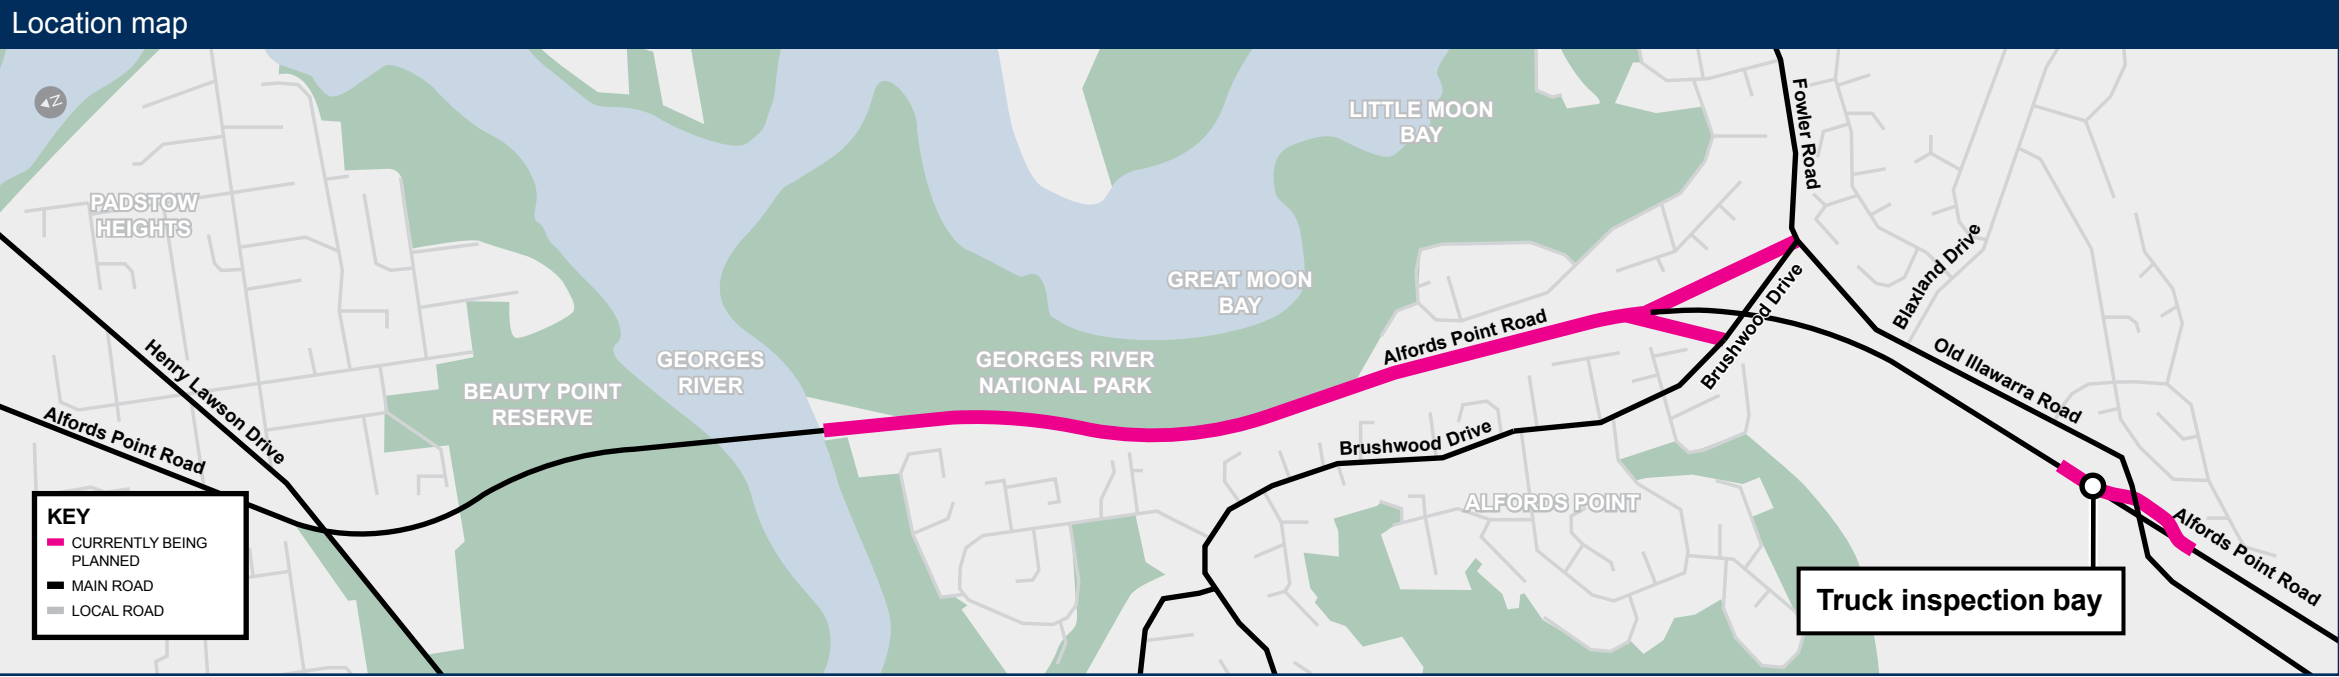 Location map
N
PADSTOW
HEIGHTS
Henry Lawson Drive
Alfords Point Road
BEAUTY POINT
RESERVE
GEORGES
RIVER
GEORGES RIVER
NATIONAL PARK
GREAT MOON
BAY
LITTLE MOON
BAY
Alfords Point Road
Fowler Road
Brushwood Drive
Blaxland Drive
Old Illawarra Road
Brushwood Drive
ALFORDS POINT
Alfords Point Road
Truck inspection bay
KEY
CURRENTLY BEING
PLANNED
MAIN ROAD
LOCAL ROAD